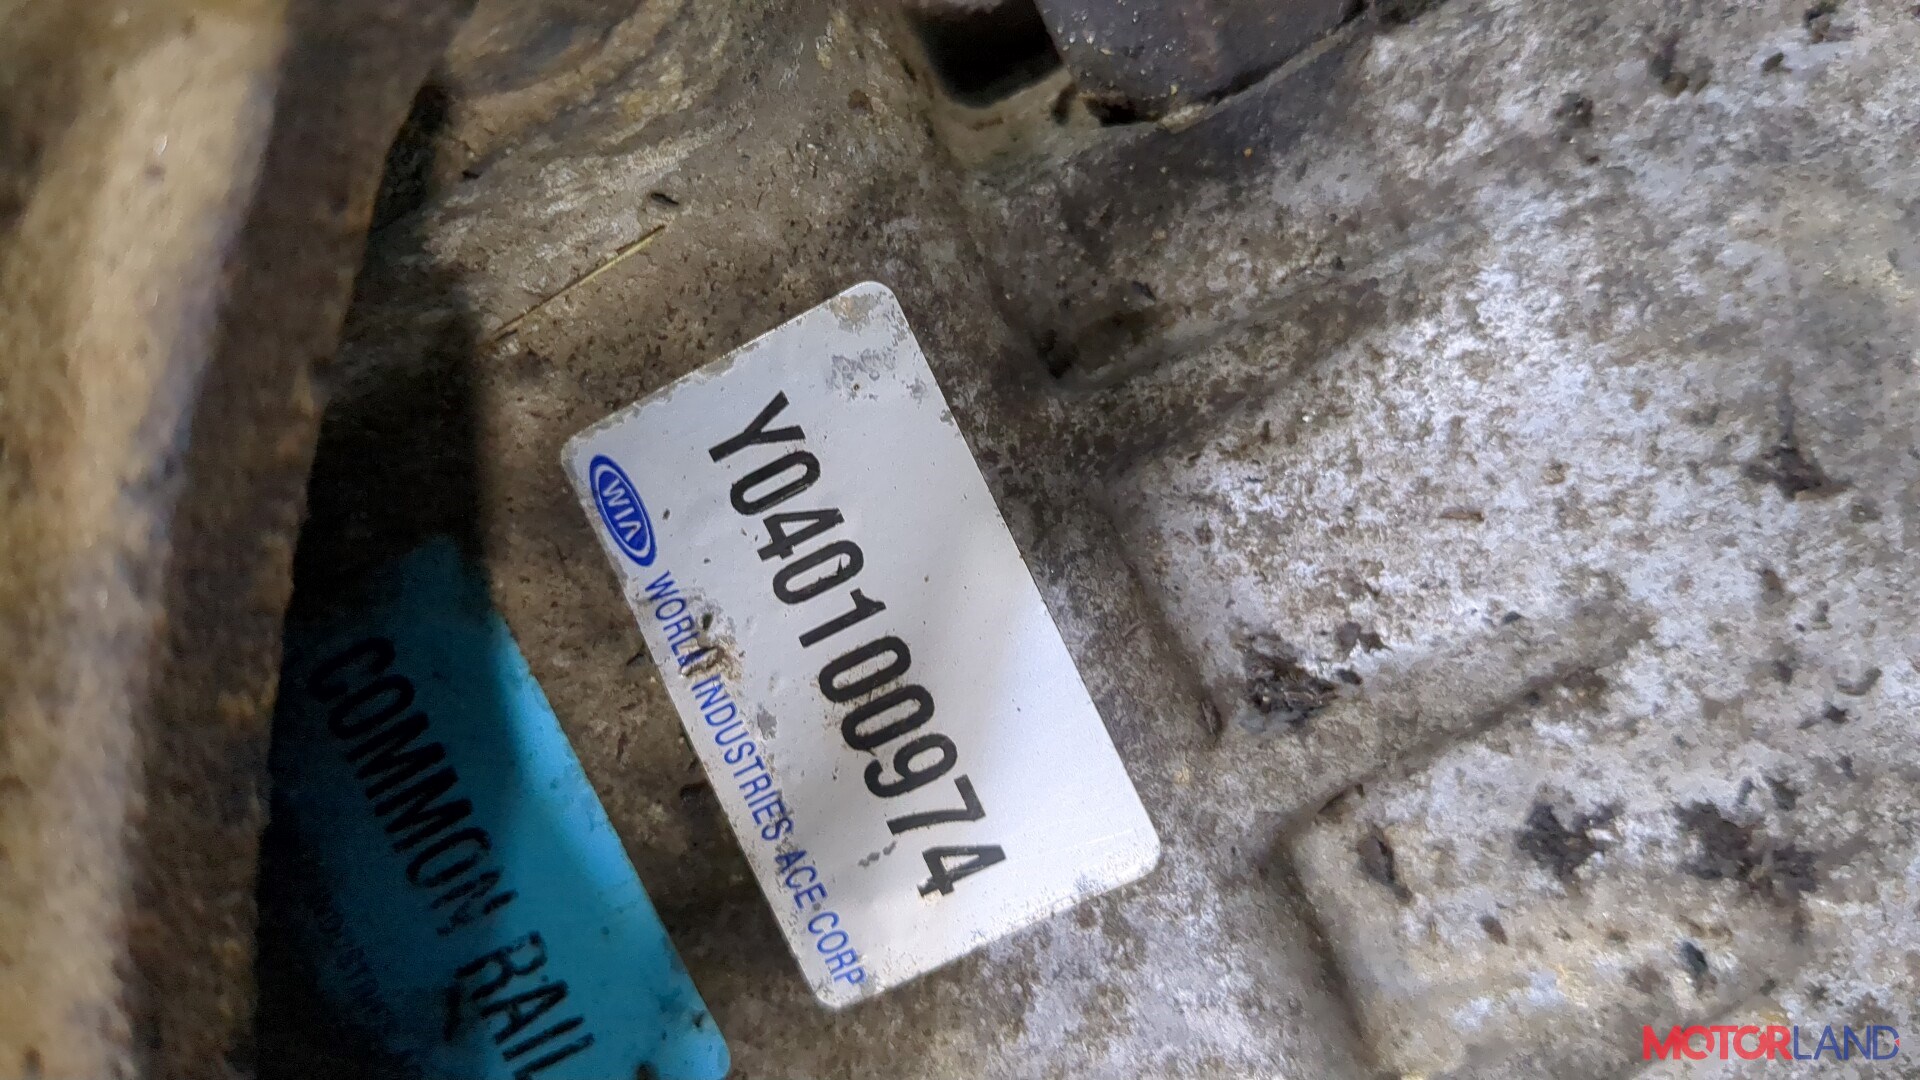 Y040100974
WIA
WORLD INDUSTRIES ACE CORP
COMMON RAIL
MOTORLAND